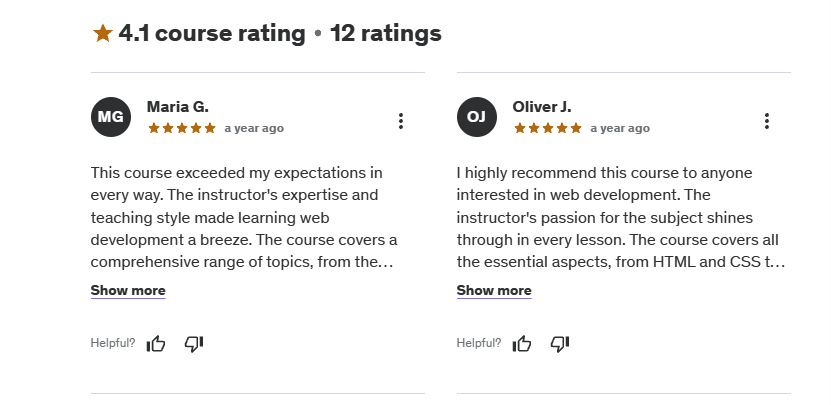 4.1 course rating • 12 ratings
MG
Maria G.
a year ago
This course exceeded my expectations in
every way. The instructor's expertise and
teaching style made learning web
development a breeze. The course covers a
comprehensive range of topics, from the…
Show more
Helpful?
OJ
Oliver J.
a year ago
I highly recommend this course to anyone
interested in web development. The
instructor's passion for the subject shines
through in every lesson. The course covers all
the essential aspects, from HTML and CSS t…
Show more
Helpful?